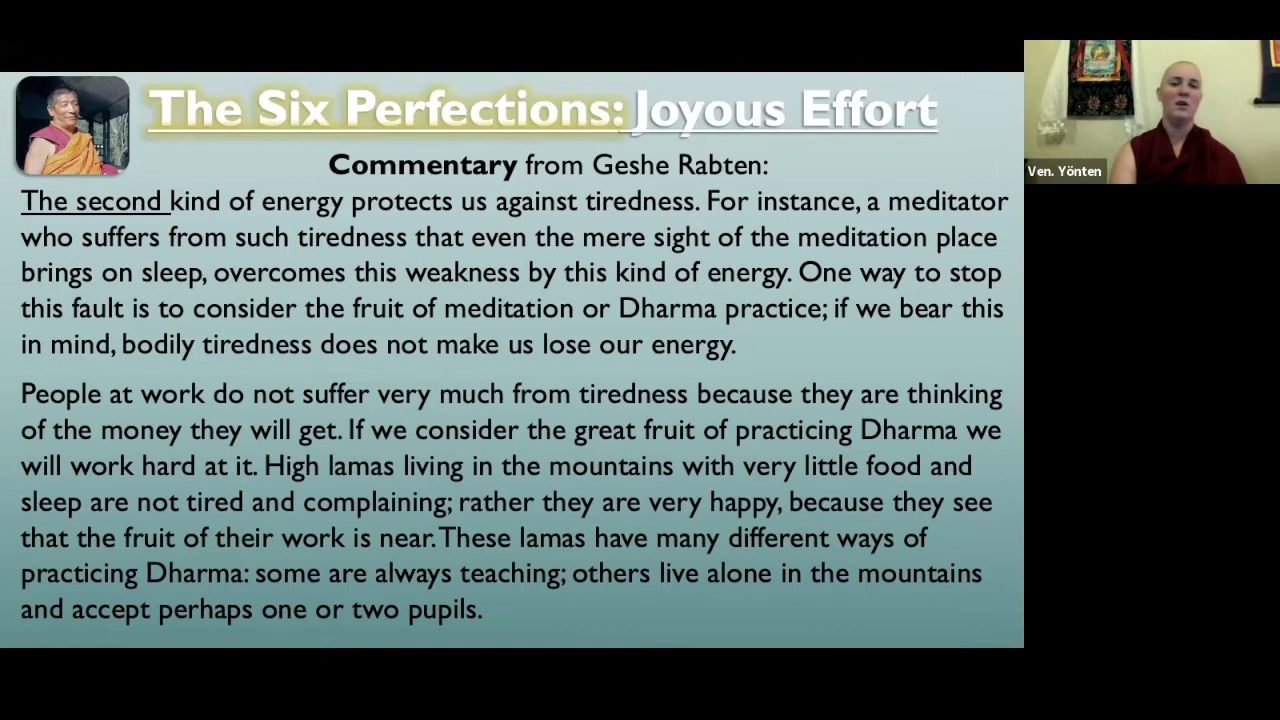 The Six Perfections: Joyous Effort
Commentary from Geshe Rabten:
The second kind of energy protects us against tiredness. For instance, a meditator
who suffers from such tiredness that even the mere sight of the meditation place
brings on sleep, overcomes this weakness by this kind of energy. One way to stop
this fault is to consider the fruit of meditation or Dharma practice; if we bear this
in mind, bodily tiredness does not make us lose our energy.
People at work do not suffer very much from tiredness because they are thinking
of the money they will get. If we consider the great fruit of practicing Dharma we
will work hard at it. High lamas living in the mountains with very little food and
sleep are not tired and complaining; rather they are very happy, because they see
that the fruit of their work is near. These lamas have many different ways of
practicing Dharma: some are always teaching; others live alone in the mountains
and accept perhaps one or two pupils.
Ven. Yönten